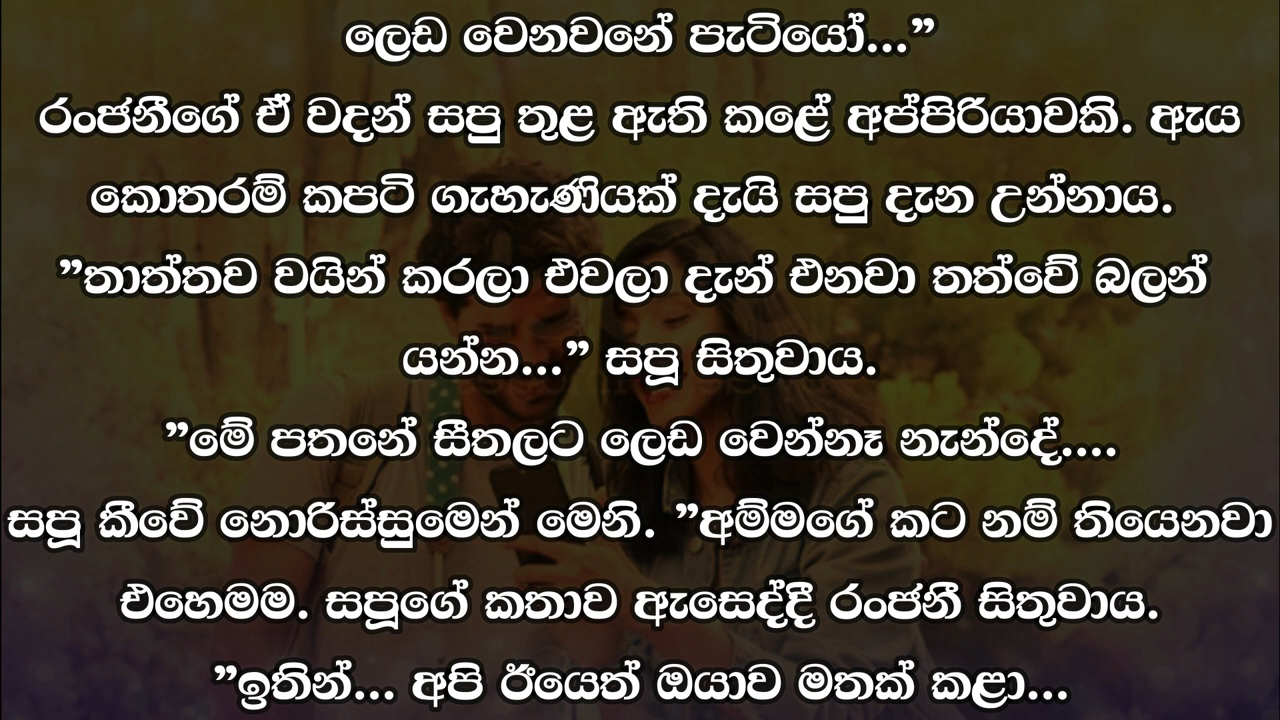 ලෙඩ වෙනවනේ පැටියෝ...”
රංජනීගේ ඒ වදන් සපු තුළ ඇති කළේ අප්පිරියාවකි. ඇය
කොතරම් කපටි ගැහැණියක් දැයි සපු දැන උන්නාය.
”තාත්තව වයින් කරලා එවලා දැන් එනවා තත්වේ බලන්
යන්න...” සපූ සිතුවාය.
”මේ පතනේ සීතලට ලෙඩ වෙන්නෑ නැන්දේ....
සපූ කීවේ නොරිස්සුමෙන් මෙනි. ”අම්මගේ කට නම් තියෙනවා
එහෙමම. සපූගේ කතාව ඇසෙද්දී රංජනී සිතුවාය.
”ඉතින්... අපි ඊයෙත් ඔයාව මතක් කළා...